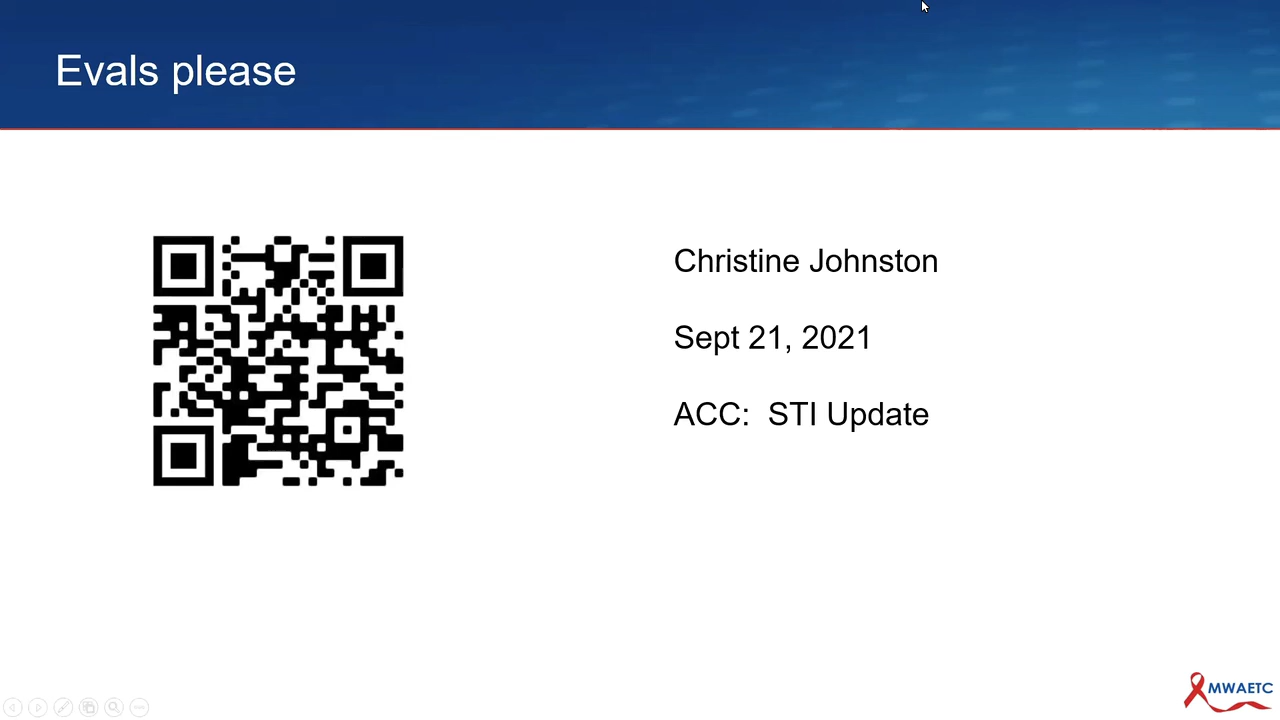 Evals please
Christine Johnston
Sept 21, 2021
ACC:  STI Update
MWAETC